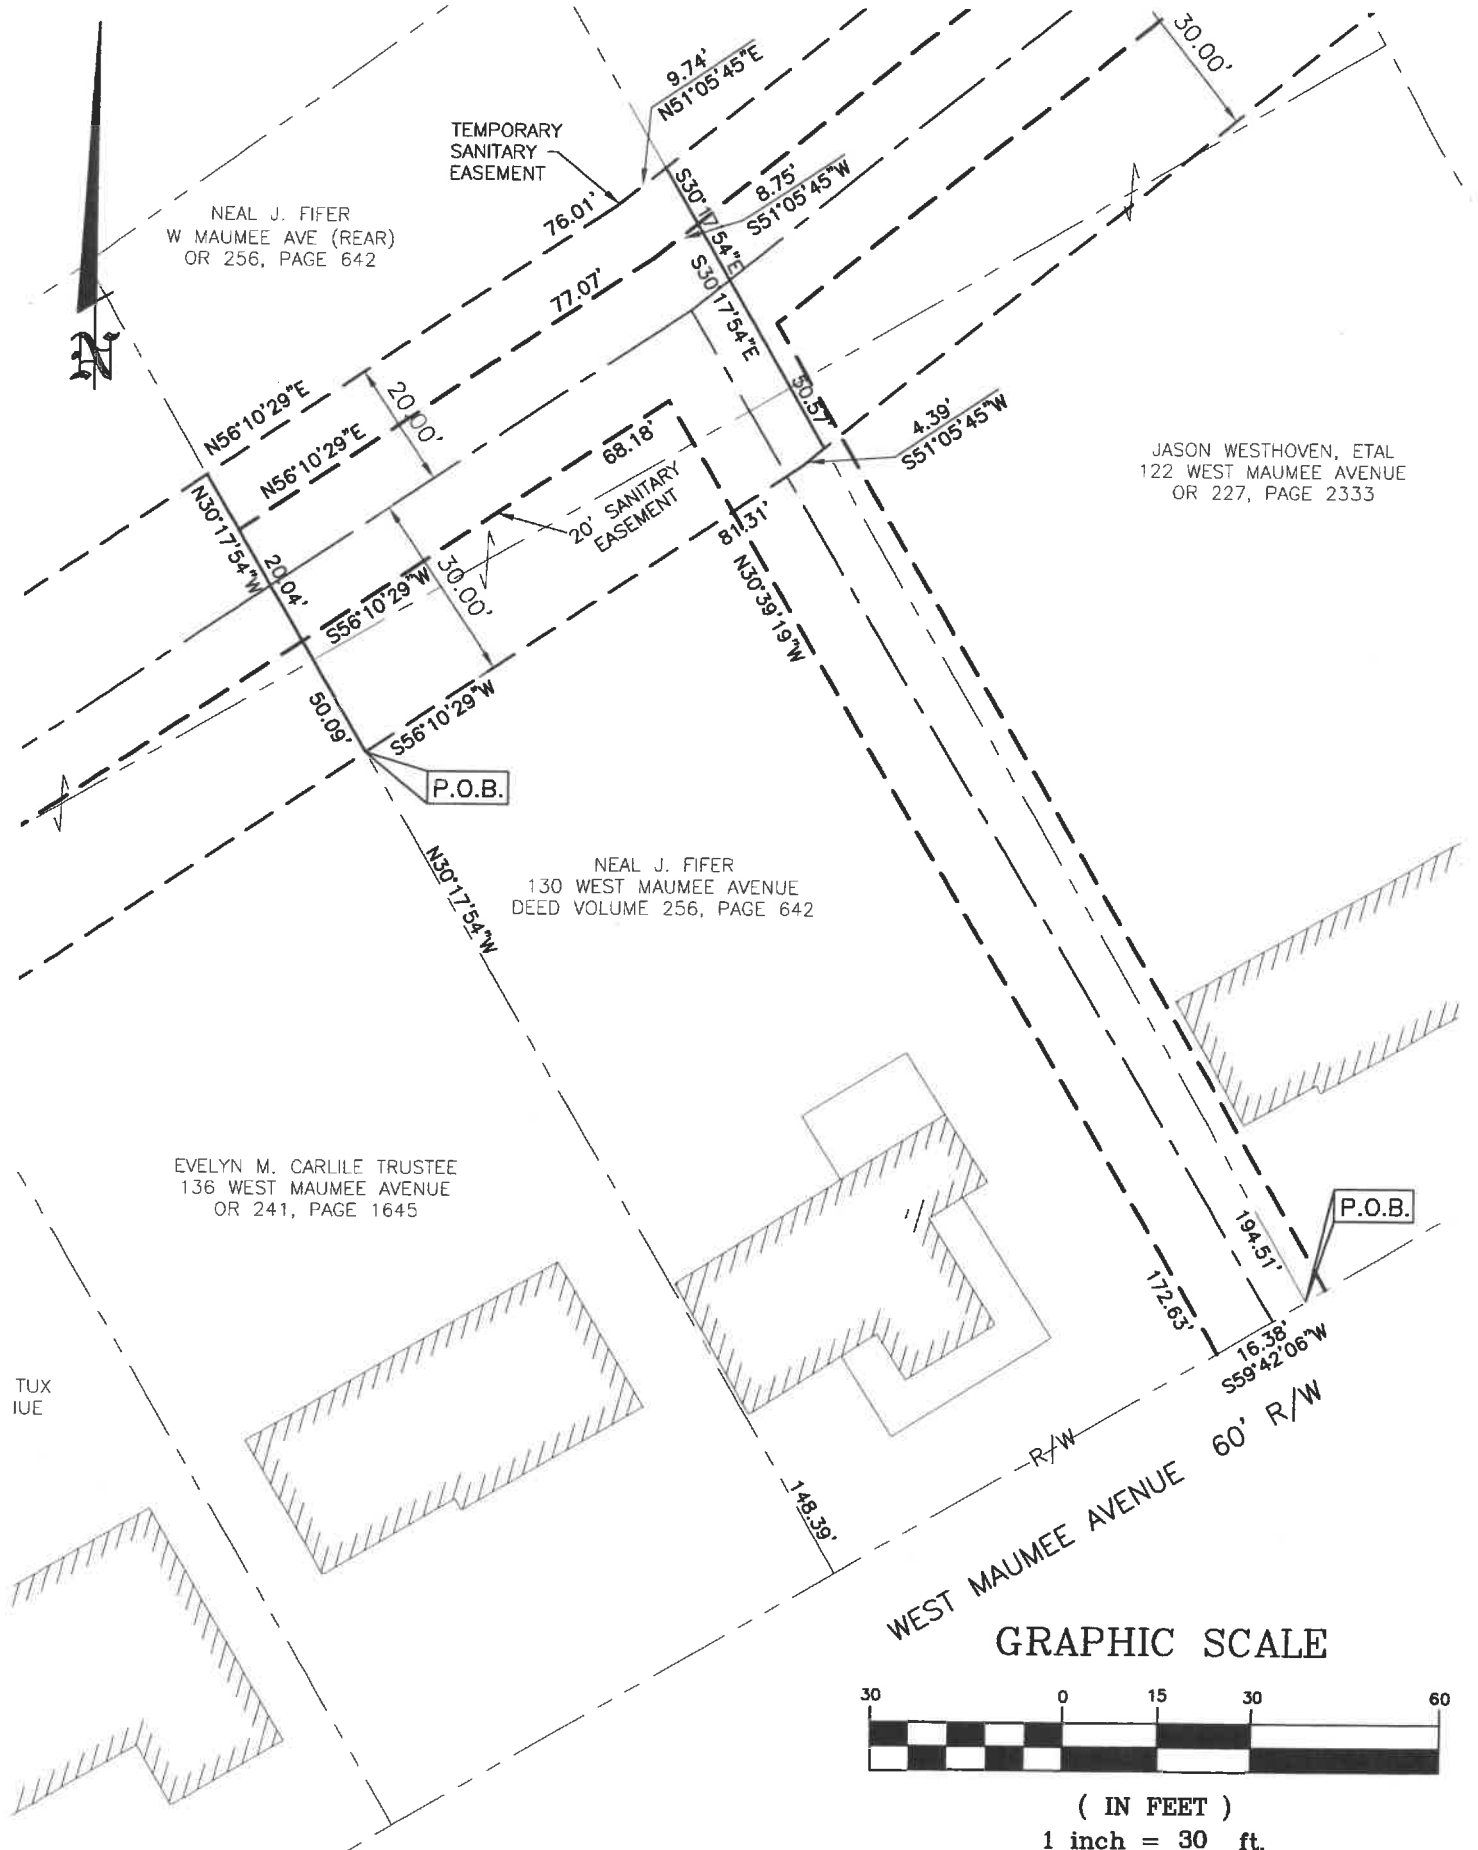 30.00'
9.74'
N51°05'45"E
TEMPORARY
SANITARY
EASEMENT
S30°17'54"E
8.75'
S51°05'45"W
76.01'
NEAL J. FIFER
W MAUMEE AVE (REAR)
OR 256, PAGE 642
77.07'
S30°17'54"E
N
50.57'
20.00'
N56°10'29"E
N56°10'29"E
4.39'
S51°05'45"W
68.18'
JASON WESTHOVEN, ETAL
122 WEST MAUMEE AVENUE
OR 227, PAGE 2333
N30°17'54"W
20' SANITARY
EASEMENT
81.31'
20.04'
30.00'
S56°10'29"W
N30°39'19"W
50.09'
S56°10'29"W
P.O.B.
N30°17'54"W
NEAL J. FIFER
130 WEST MAUMEE AVENUE
DEED VOLUME 256, PAGE 642
EVELYN M. CARLILE TRUSTEE
136 WEST MAUMEE AVENUE
OR 241, PAGE 1645
P.O.B.
194.51'
172.63'
16.38'
S59°42'06"W
TUX
IUE
R/W
WEST MAUMEE AVENUE 60' R/W
148.39'
GRAPHIC SCALE
30 0 15 30 60
( IN FEET )
1 inch = 30 ft.